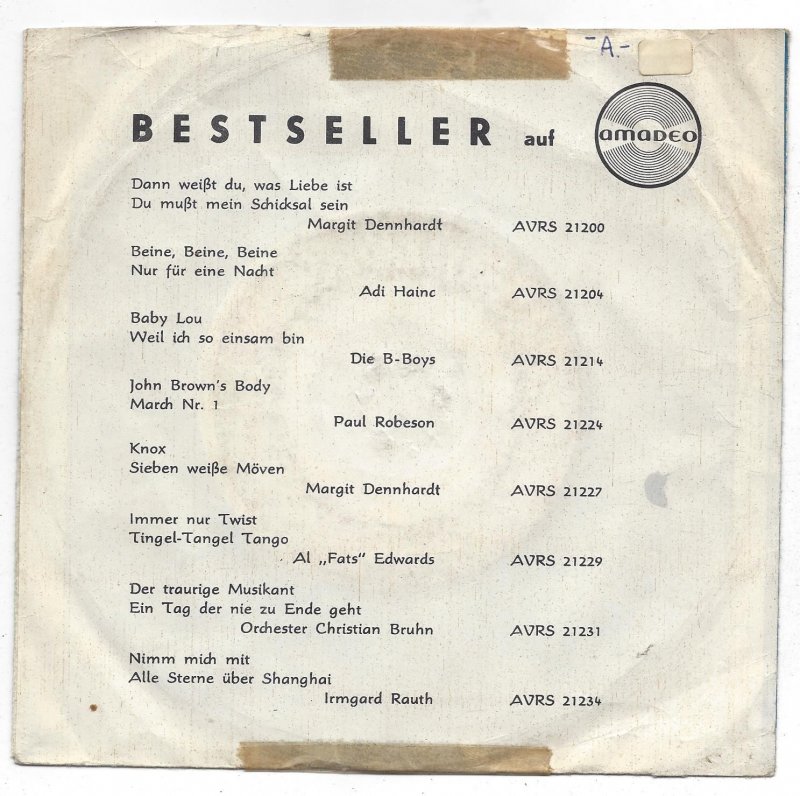 -A.-
BESTSELLER auf amadeo
Dann weißt du, was Liebe ist
Du mußt mein Schicksal sein
Margit Dennhardt AVRS 21200
Beine, Beine, Beine
Nur für eine Nacht
Adi Hainc AVRS 21204
Baby Lou
Weil ich so einsam bin
Die B-Boys AVRS 21214
John Brown's Body
March Nr. 1
Paul Robeson AVRS 21224
Knox
Sieben weiße Möven
Margit Dennhardt AVRS 21227
Immer nur Twist
Tingel-Tangel Tango
Al „Fats" Edwards AVRS 21229
Der traurige Musikant
Ein Tag der nie zu Ende geht
Orchester Christian Bruhn AVRS 21231
Nimm mich mit
Alle Sterne über Shanghai
Irmgard Rauth AVRS 21234